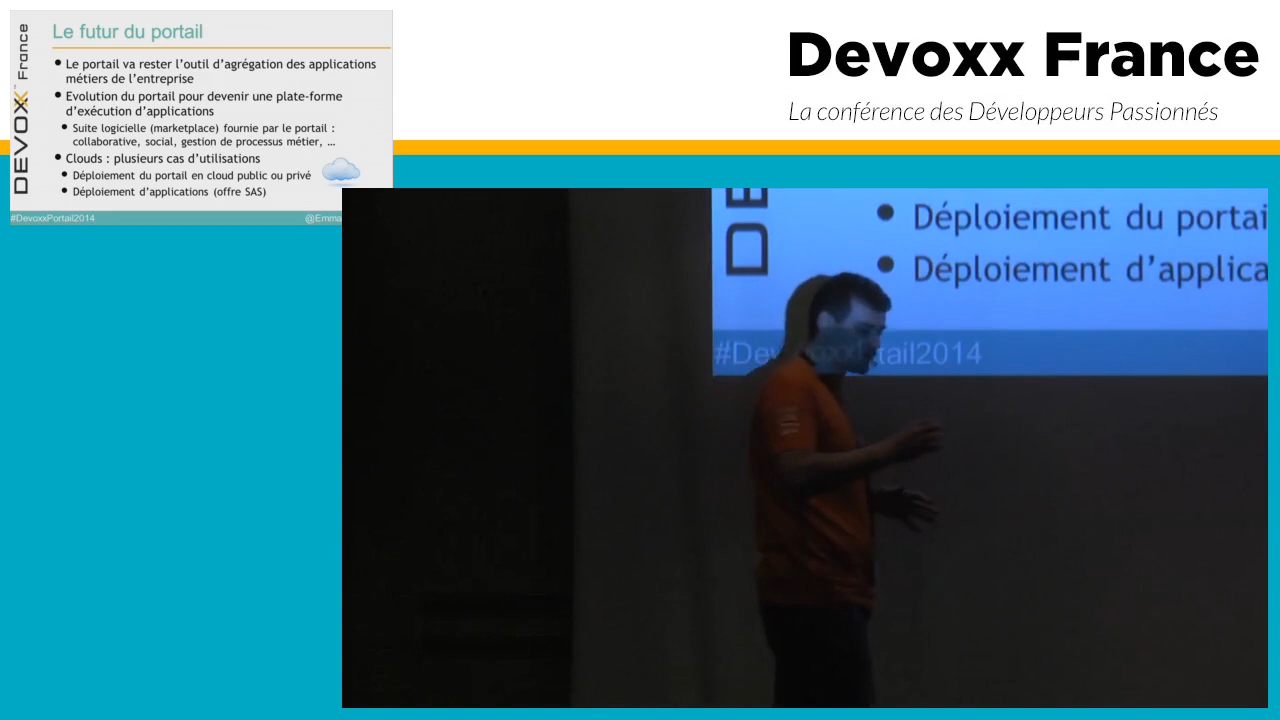 Le futur du portail
DEVOXX France
• Le portail va rester l’outil d’agrégation des applications
métiers de l’entreprise
• Evolution du portail pour devenir une plate-forme
d’exécution d’applications
• Suite logicielle (marketplace) fournie par le portail :
collaborative, social, gestion de processus métier, …
• Clouds : plusieurs cas d’utilisations
• Déploiement du portail en cloud public ou privé
• Déploiement d’applications (offre SAS)
#DevoxxPortail2014
@Emma
Devoxx France
La conférence des Développeurs Passionnés
DE
• Déploiement du portai
• Déploiement d’applica
#DevoxxPortail2014